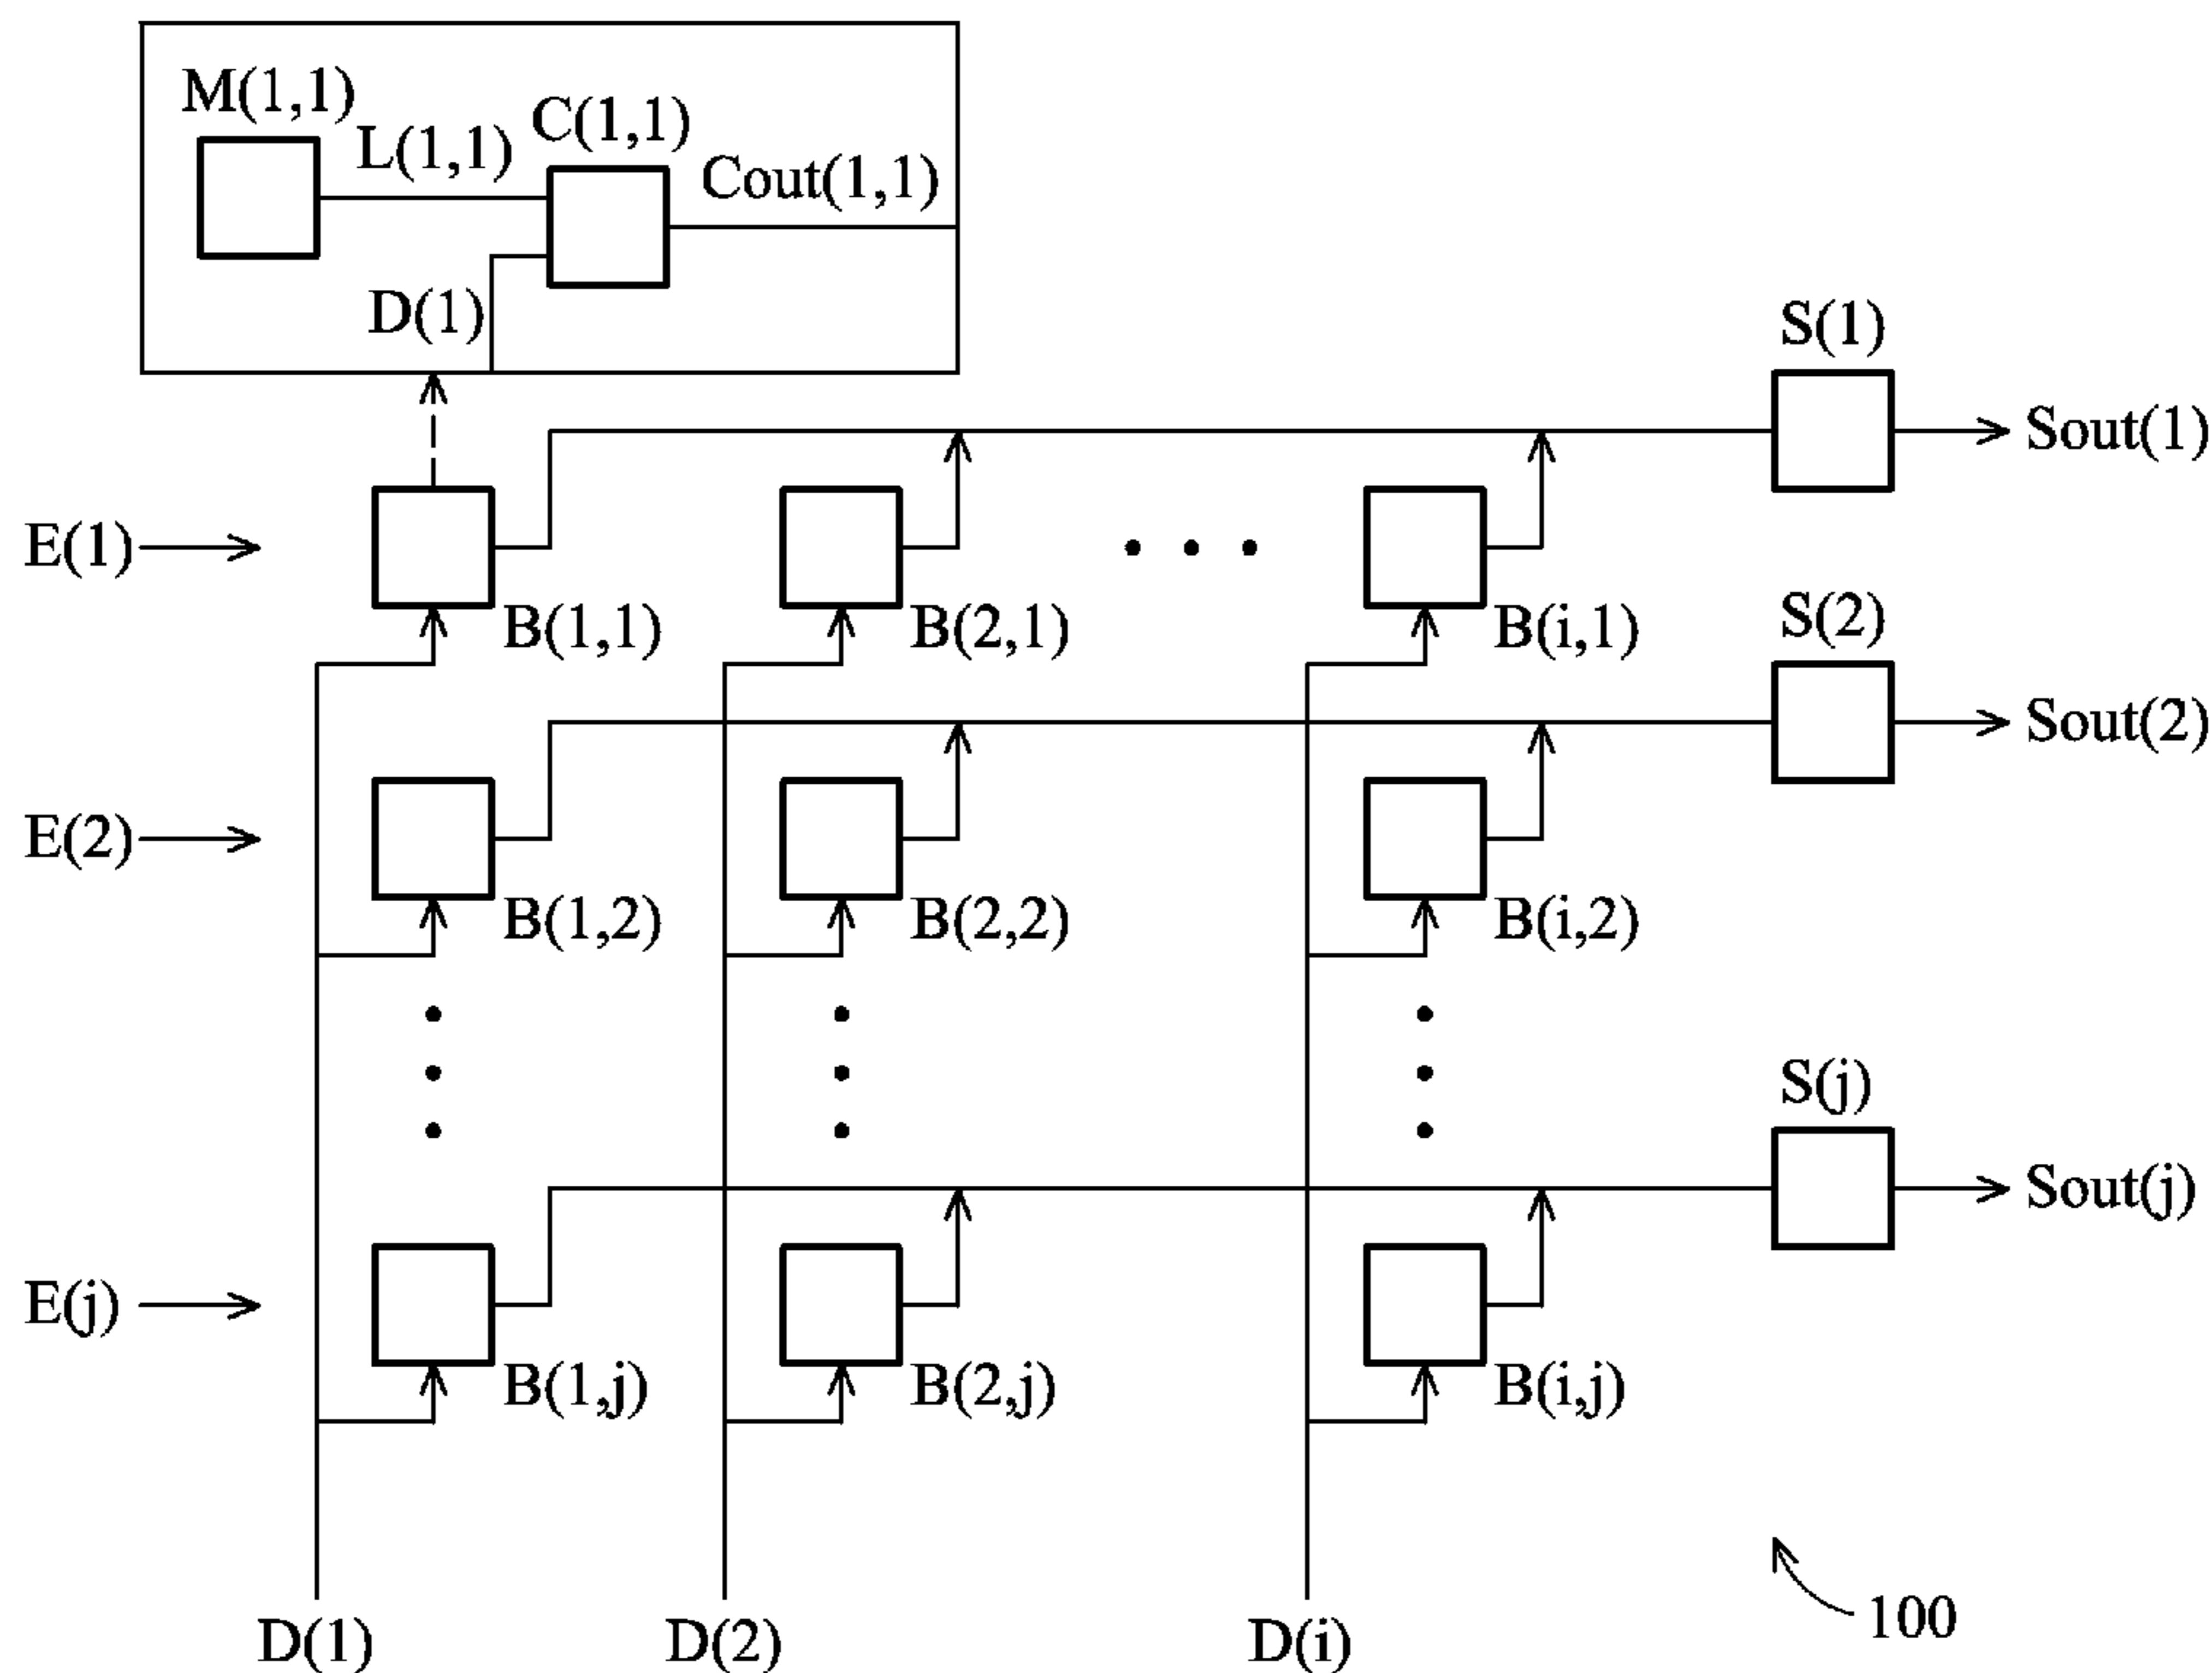 M(1,1)
L(1,1)
C(1,1)
Cout(1,1)
D(1)
S(1)
Sout(1)
E(1)
B(1,1)
B(2,1)
B(i,1)
S(2)
Sout(2)
E(2)
B(1,2)
B(2,2)
B(i,2)
S(j)
Sout(j)
E(j)
B(1,j)
B(2,j)
B(i,j)
D(1)
D(2)
D(i)
100